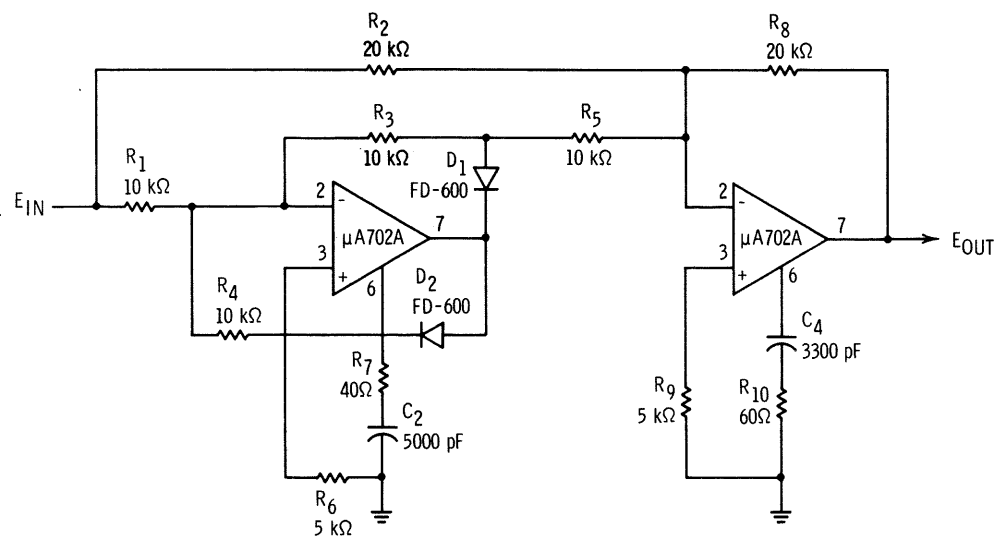 R2
20 kΩ
R8
20 kΩ
R3
10 kΩ
R5
10 kΩ
R1
10 kΩ
D1
FD-600
EIN
2
-
μA702A
7
3
+
6
2
-
μA702A
7
3
+
6
EOUT
R4
10 kΩ
D2
FD-600
R7
40Ω
C2
5000 pF
R6
5 kΩ
C4
3300 pF
R9
5 kΩ
R10
60Ω